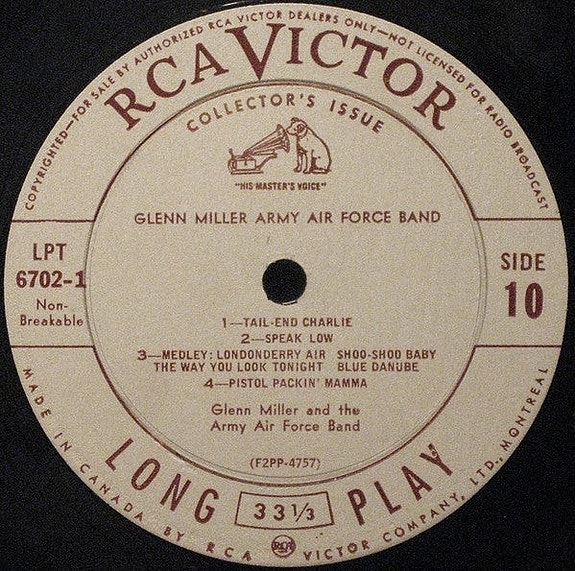 COPYRIGHTED—FOR SALE BY AUTHORIZED RCA VICTOR DEALERS ONLY—NOT LICENSED FOR RADIO BROADCAST
RCA VICTOR
COLLECTOR'S ISSUE
"HIS MASTER'S VOICE"
GLENN MILLER ARMY AIR FORCE BAND
LPT
6702-1
Non-
Breakable
SIDE
10
1—TAIL-END CHARLIE
2—SPEAK LOW
3—MEDLEY: LONDONDERRY AIR SHOO-SHOO BABY
THE WAY YOU LOOK TONIGHT BLUE DANUBE
4—PISTOL PACKIN' MAMMA
Glenn Miller and the
Army Air Force Band
(F2PP-4757)
LONG 33 1/3 PLAY
MADE IN CANADA BY RCA RCA VICTOR COMPANY, LTD., MONTREAL